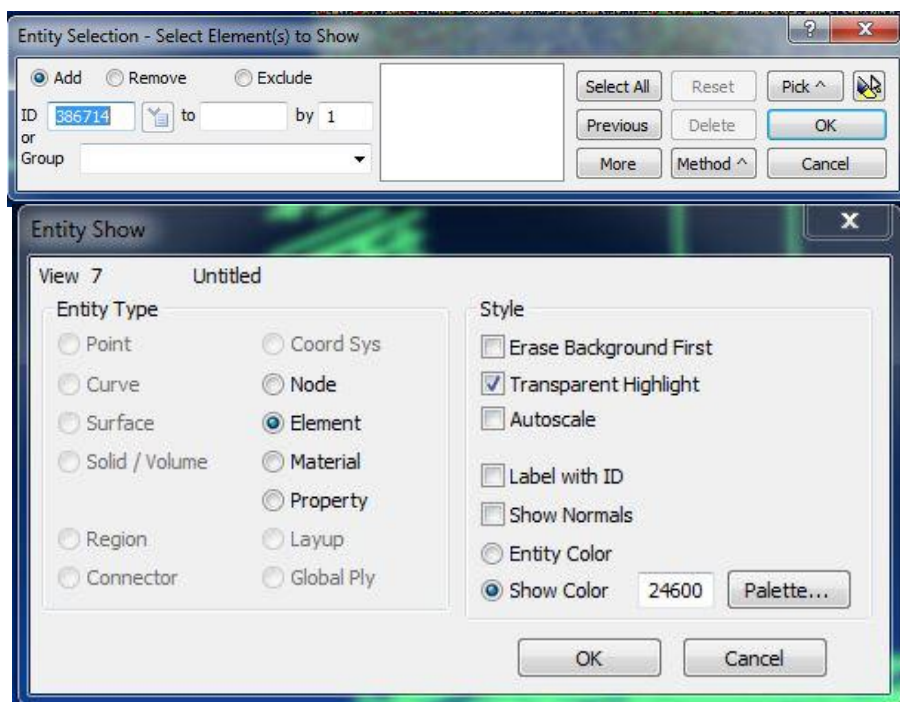 Entity Selection - Select Element(s) to Show
Add Remove Exclude Select All Reset Pick ^
ID 386714 to by 1 Previous Delete OK
or
Group More Method ^ Cancel
Entity Show
View 7 Untitled
Entity Type
Point Coord Sys
Curve Node
Surface Element
Solid / Volume Material
Property
Region Layup
Connector Global Ply
Style
Erase Background First
Transparent Highlight
Autoscale
Label with ID
Show Normals
Entity Color
Show Color 24600 Palette...
OK Cancel